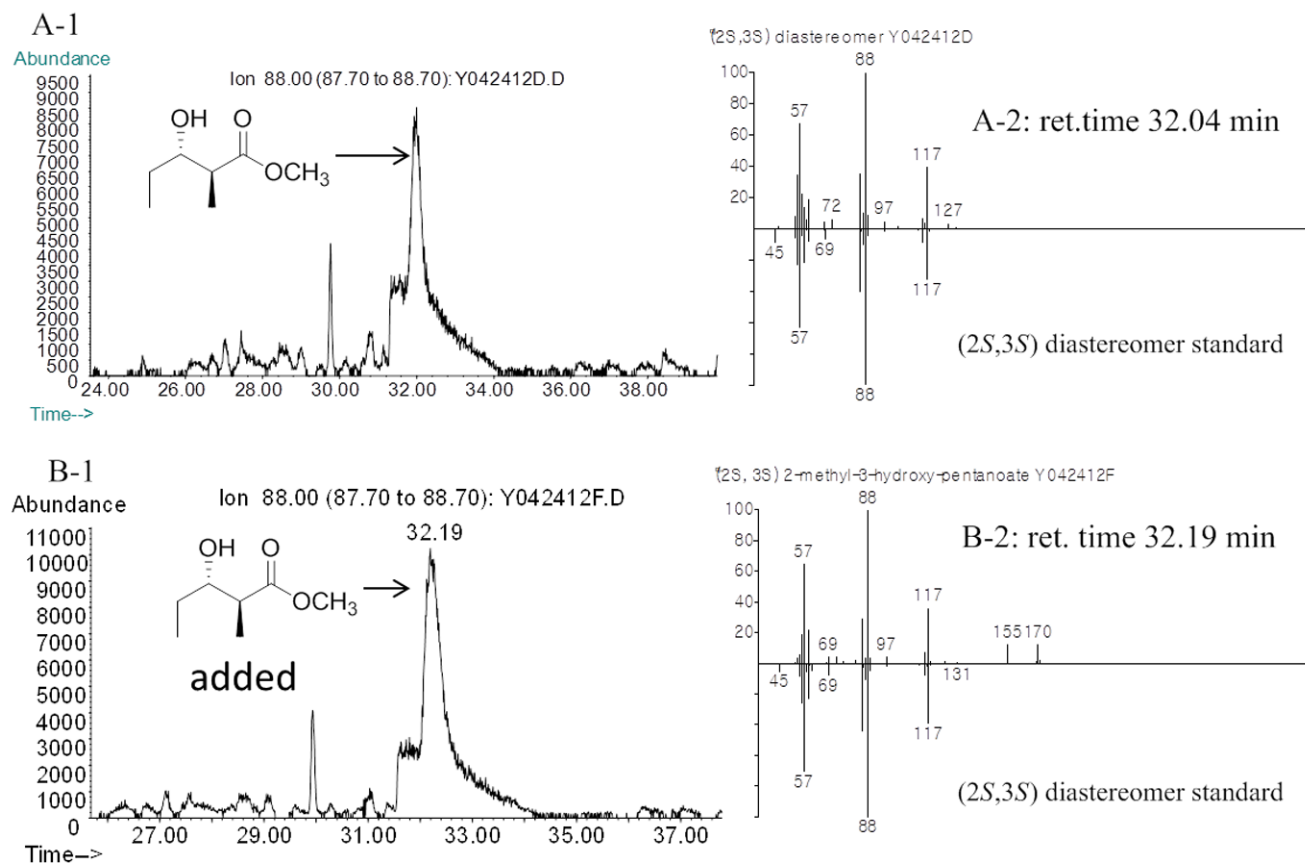 A-1
Abundance
Ion 88.00 (87.70 to 88.70): Y042412D.D
9500
9000
8500
8000
7500
7000
6500
6000
5500
5000
4500
4000
3500
3000
2500
2000
1500
1000
500
0
OH
O
OCH3
24.00 26.00 28.00 30.00 32.00 34.00 36.00 38.00
Time-->
(2S,3S) diastereomer Y042412D
100
80
60
40
20
88
57
117
72
97
127
45
69
57
117
88
A-2: ret.time 32.04 min
(2S,3S) diastereomer standard
B-1
Abundance
Ion 88.00 (87.70 to 88.70): Y042412F.D
11000
10000
9000
8000
7000
6000
5000
4000
3000
2000
1000
0
32.19
OH
O
OCH3
added
27.00 29.00 31.00 33.00 35.00 37.00
Time-->
(2S, 3S) 2-methyl-3-hydroxy-pentanoate Y042412F
100
80
60
40
20
88
57
117
69
97
155
170
45
69
131
117
57
88
B-2: ret. time 32.19 min
(2S,3S) diastereomer standard